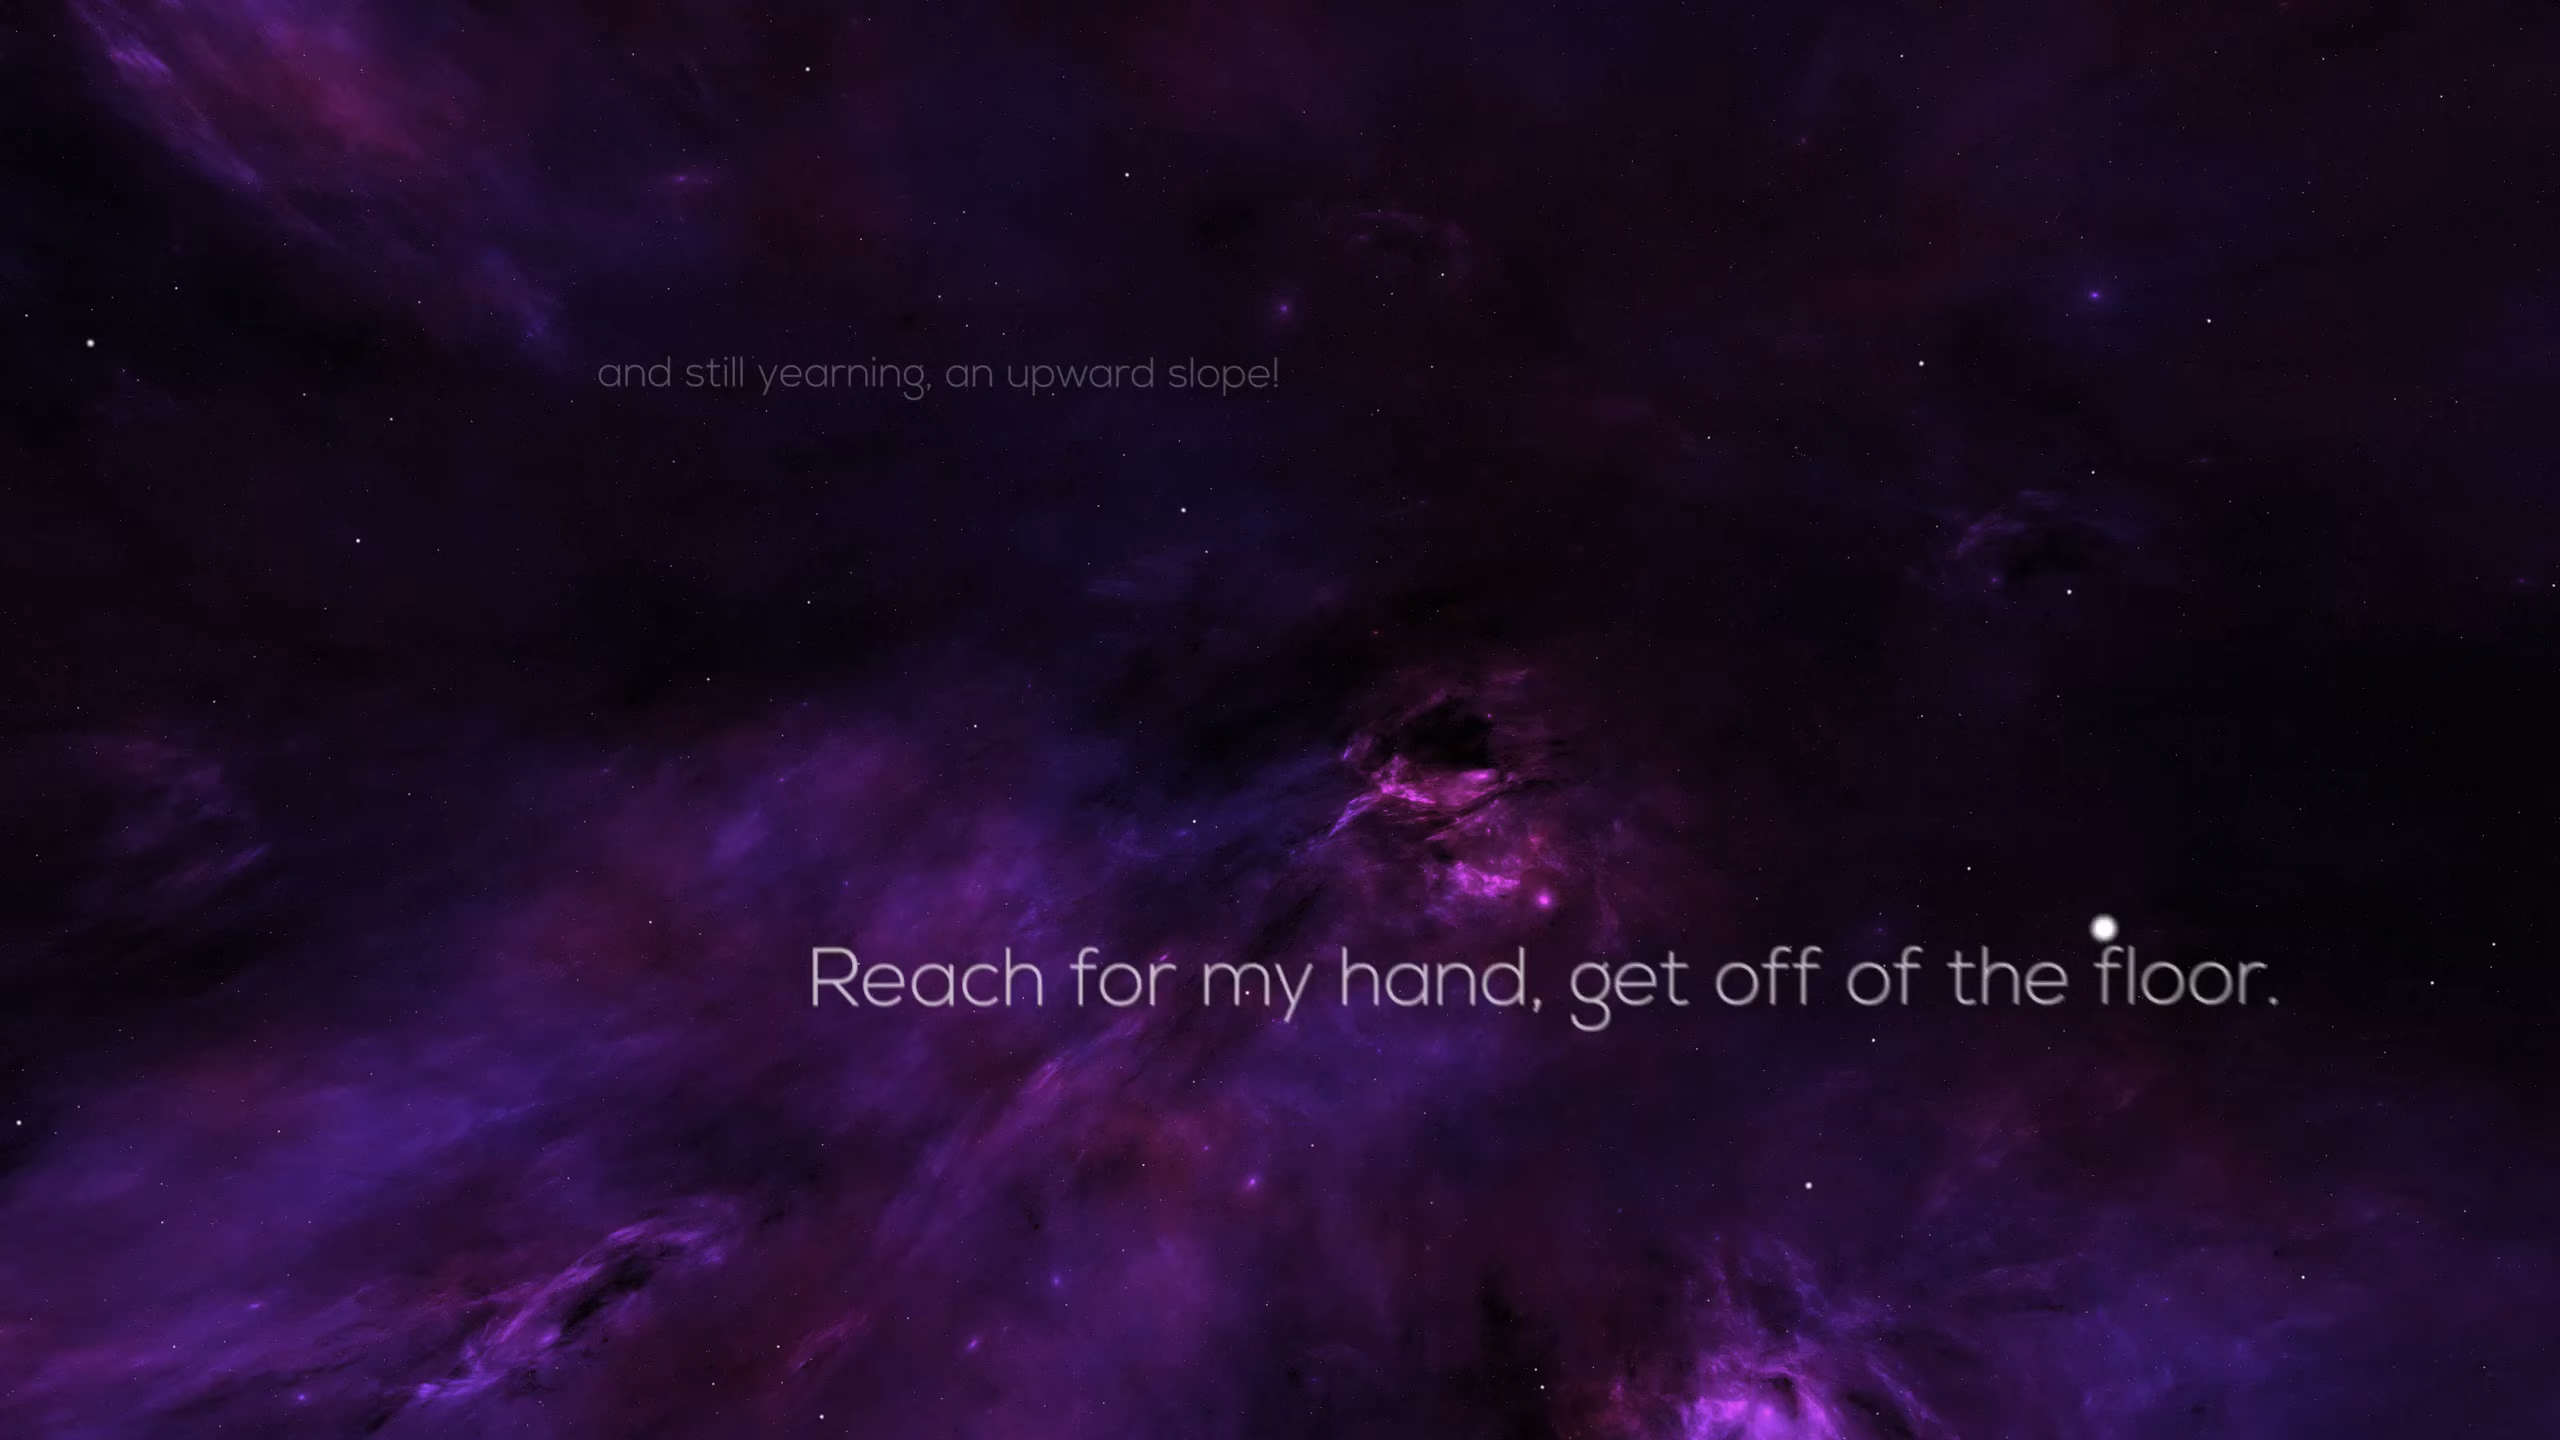 and still yearning, an upward slope!
Reach for my hand, get off of the floor.